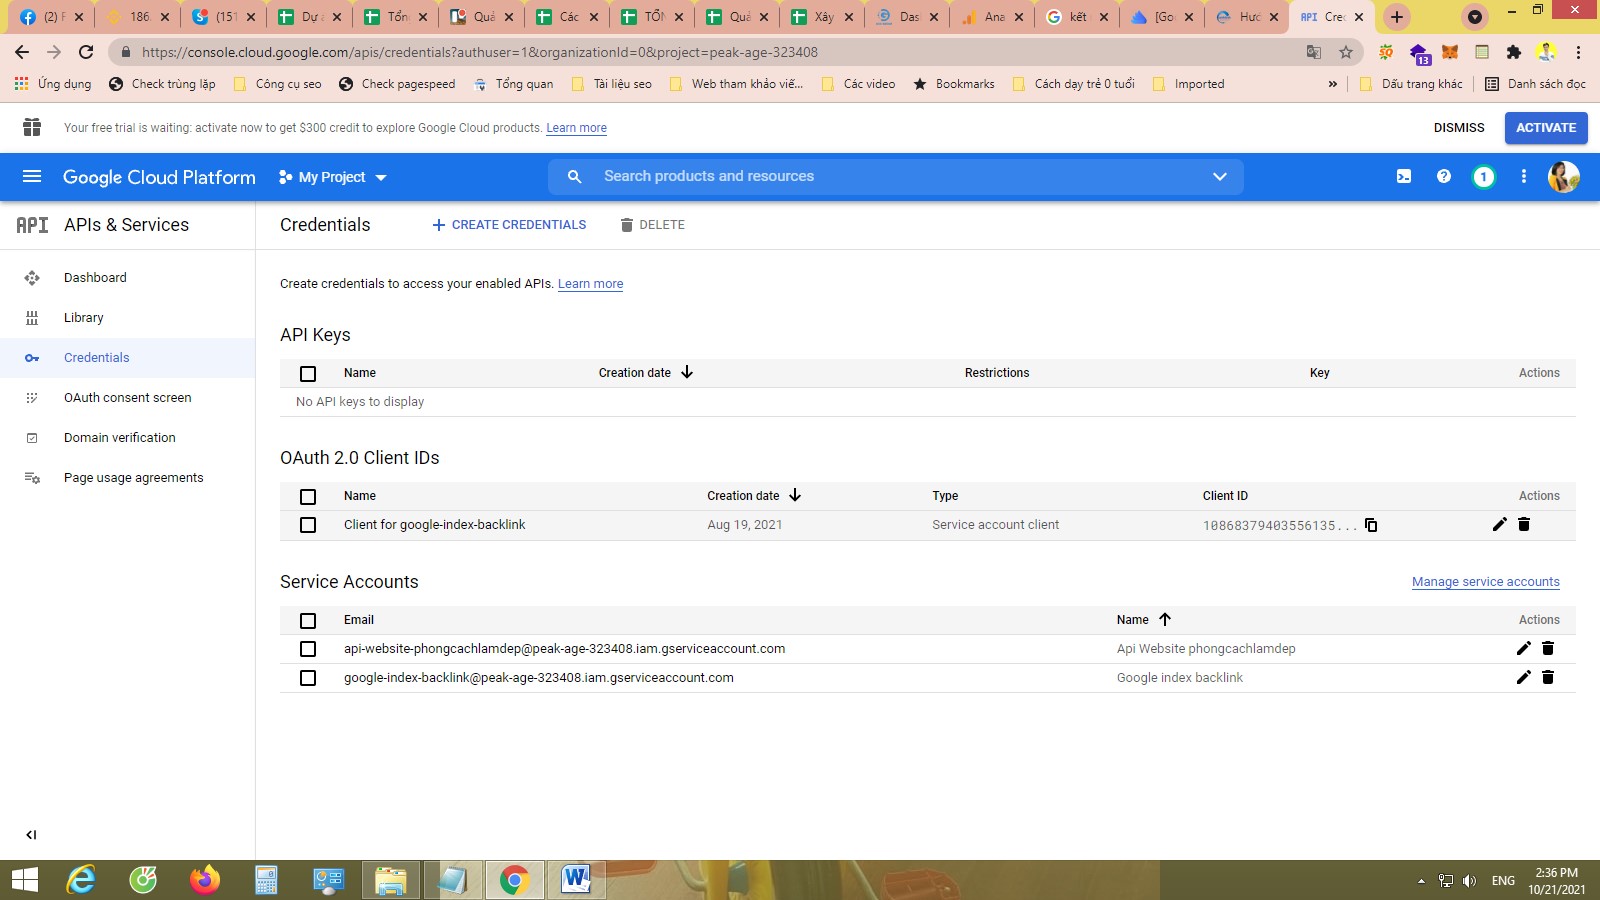 (2) F
186.
(151
Dự á
Tổng
Quả
Các
TỔN
Quả
Xây
Das
Ana
kết
[Go
Hướ
API Cre
https://console.cloud.google.com/apis/credentials?authuser=1&organizationId=0&project=peak-age-323408
13
Ứng dụng
Check trùng lặp
Công cụ seo
Check pagespeed
Tổng quan
Tài liệu seo
Web tham khảo viế...
Các video
Bookmarks
Cách dạy trẻ 0 tuổi
Imported
»
Dấu trang khác
Danh sách đọc
Your free trial is waiting: activate now to get $300 credit to explore Google Cloud products. Learn more
DISMISS
ACTIVATE
Google Cloud Platform
My Project
Search products and resources
1
API APIs & Services
Credentials
CREATE CREDENTIALS
DELETE
Dashboard
Library
Credentials
OAuth consent screen
Domain verification
Page usage agreements
Create credentials to access your enabled APIs. Learn more
API Keys
Name Creation date Restrictions Key Actions
No API keys to display
OAuth 2.0 Client IDs
Name Creation date Type Client ID Actions
Client for google-index-backlink Aug 19, 2021 Service account client 10868379403556135...
Service Accounts
Manage service accounts
Email Name Actions
api-website-phongcachlamdep@peak-age-323408.iam.gserviceaccount.com Api Website phongcachlamdep
google-index-backlink@peak-age-323408.iam.gserviceaccount.com Google index backlink
ENG
2:36 PM
10/21/2021